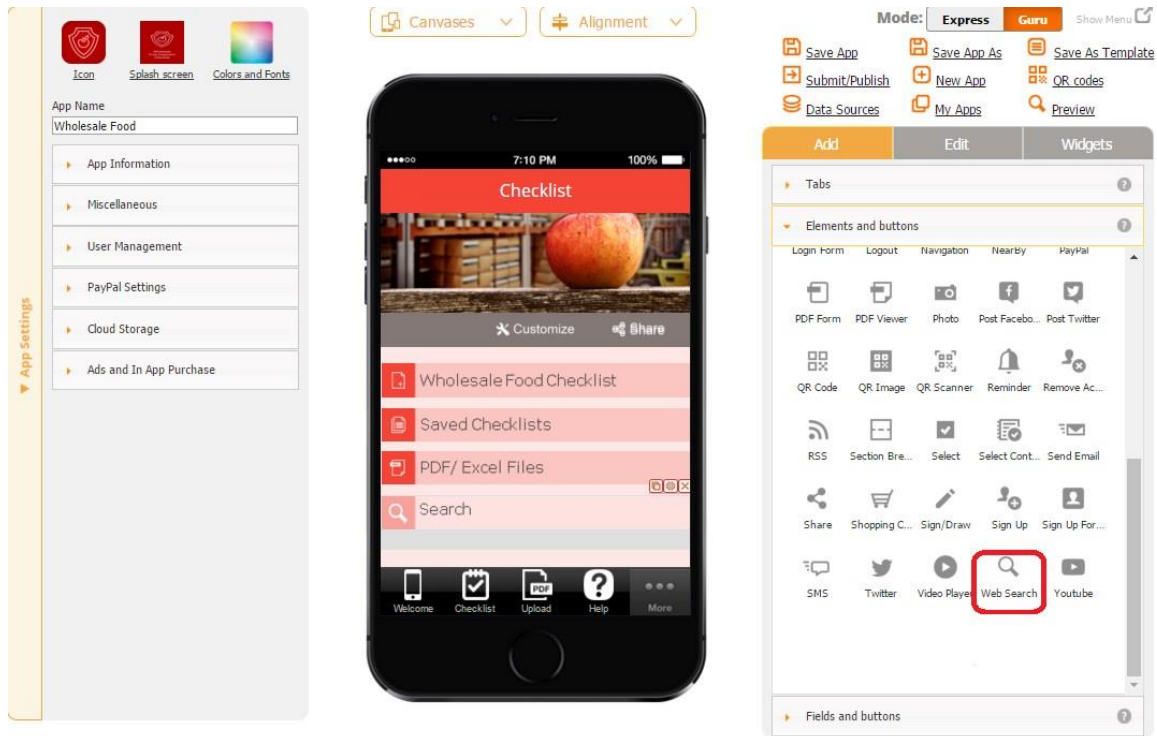 ▼ App Settings
Icon
Splash screen
Colors and Fonts
App Name
Wholesale Food
App Information
Miscellaneous
User Management
PayPal Settings
Cloud Storage
Ads and In App Purchase
Canvases
Alignment
7:10 PM
100%
Checklist
Customize
Share
Wholesale Food Checklist
Saved Checklists
PDF/ Excel Files
Search
Welcome
Checklist
PDF
Upload
?
Help
More
Mode:
Express
Guru
Show Menu
Save App
Save App As
Save As Template
Submit/Publish
New App
QR codes
Data Sources
My Apps
Preview
Add
Edit
Widgets
Tabs
?
Elements and buttons
?
Login Form
Logout
Navigation
NearBy
PayPal
PDF Form
PDF Viewer
Photo
Post Facebo...
Post Twitter
QR Code
QR Image
QR Scanner
Reminder
Remove Ac...
RSS
Section Bre...
Select
Select Cont...
Send Email
Share
Shopping C...
Sign/Draw
Sign Up
Sign Up For...
SMS
Twitter
Video Player
Web Search
Youtube
Fields and buttons
?